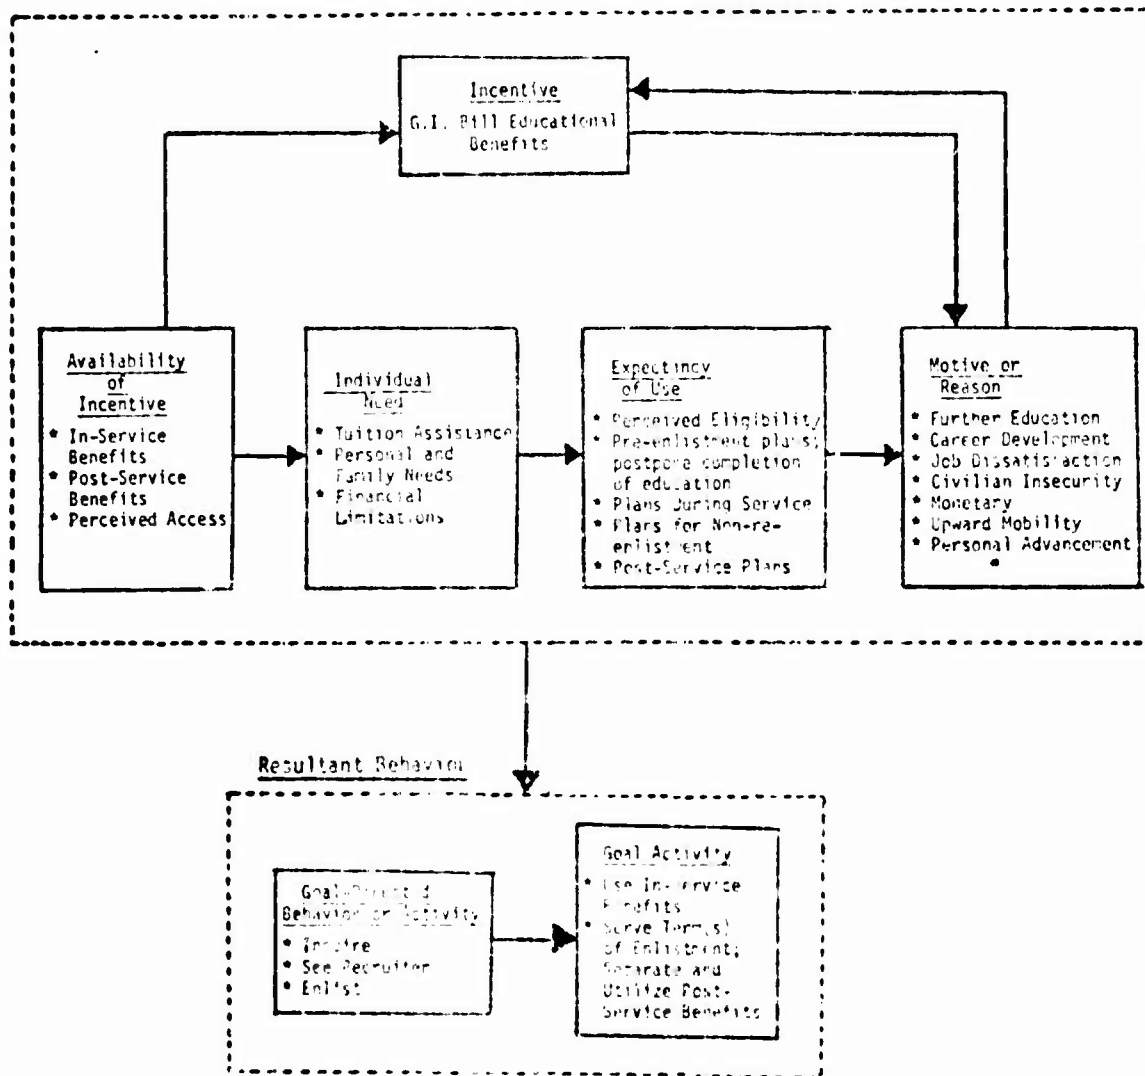 Incentive
G.I. Bill Educational
Benefits
Availability
of
Incentive
* In-Service
Benefits
* Post-Service
Benefits
* Perceived Access
Individual
Need
* Tuition Assistance
* Personal and
Family Needs
* Financial
Limitations
Expectancy
of Use
* Perceived Eligibility
* Pre-enlistment plans;
postpone completion
of education
* Plans During Service
* Plans for Non-re-
enlistment
* Post-Service Plans
Motive or
Reason
* Further Education
* Career Development
* Job Dissatisfaction
* Civilian Insecurity
* Monetary
* Upward Mobility
* Personal Advancement
*
Resultant Behavior
Goal-Directed
Behavior or Activity
* Inquire
* See Recruiter
* Enlist
Goal Activity
* Use In-Service
Benefits
* Serve Term(s)
of Enlistment;
Separate and
Utilize Post-
Service Benefits